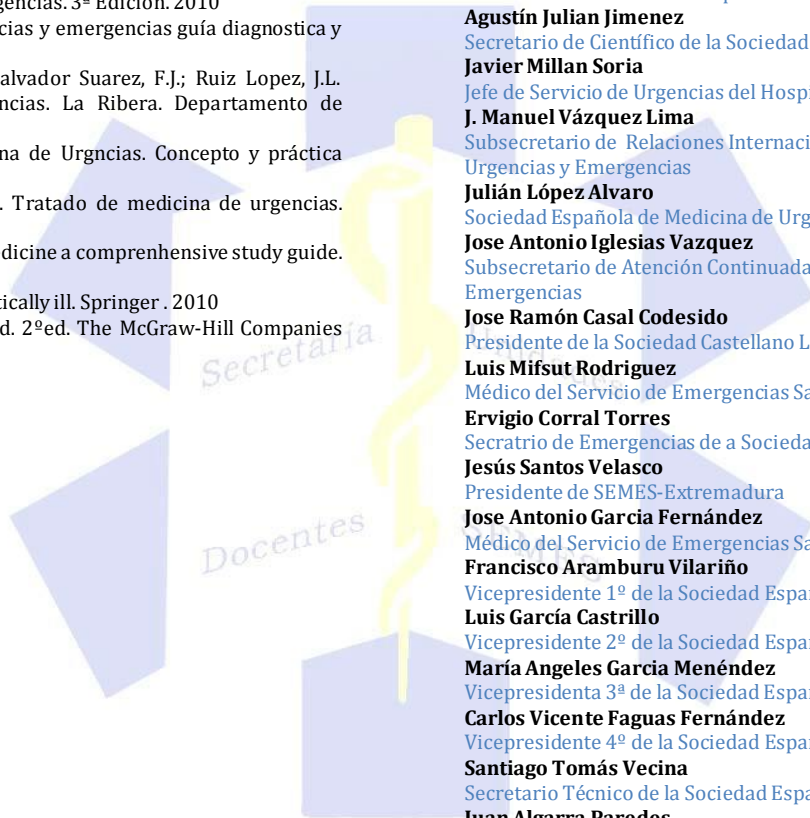 gencias. 3ª Edición. 2010
cias y emergencias guía diagnostica y
alvador Suarez, F.J.; Ruiz Lopez, J.L.
ncias. La Ribera. Departamento de
na de Urgncias. Concepto y práctica
. Tratado de medicina de urgencias.
edicine a comprenhensive study guide.
tically ill. Springer . 2010
d. 2ºed. The McGraw-Hill Companies
Agustín Julian Jimenez
Secretario de Científico de la Sociedad
Javier Millan Soria
Jefe de Servicio de Urgencias del Hospi
J. Manuel Vázquez Lima
Subsecretario de Relaciones Internaci
Urgencias y Emergencias
Julián López Alvaro
Sociedad Española de Medicina de Urg
Jose Antonio Iglesias Vazquez
Subsecretario de Atención Continuada
Emergencias
Jose Ramón Casal Codesido
Presidente de la Sociedad Castellano L
Luis Mifsut Rodriguez
Médico del Servicio de Emergencias Sa
Ervigio Corral Torres
Secratrio de Emergencias de a Socieda
Jesús Santos Velasco
Presidente de SEMES-Extremadura
Jose Antonio Garcia Fernández
Médico del Servicio de Emergencias Sa
Francisco Aramburu Vilariño
Vicepresidente 1º de la Sociedad Espa
Luis García Castrillo
Vicepresidente 2º de la Sociedad Espa
María Angeles Garcia Menéndez
Vicepresidenta 3ª de la Sociedad Espa
Carlos Vicente Faguas Fernández
Vicepresidente 4º de la Sociedad Espa
Santiago Tomás Vecina
Secretario Técnico de la Sociedad Espa
Juan Algarra Paredes
Secretaría
Unidades
Docentes
SEMES